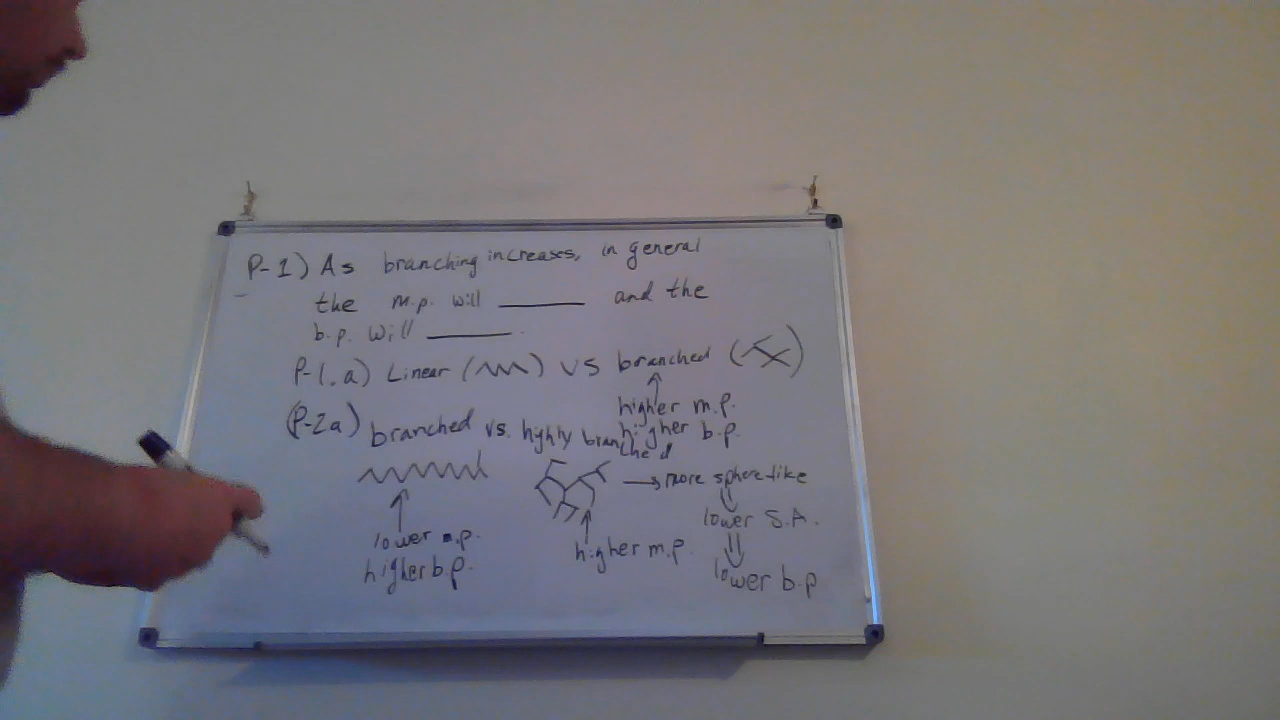 P-1) As branching increases, in general
the m.p. will ______ and the
b.p. will ______.
P-1.a) Linear ( ) vs branched ( )
higher m.p.
higher b.p.
(P-2a) branched vs. highly branched
more sphere-like
lower S.A.
lower b.p
lower m.p.
higher b.p.
higher m.p.